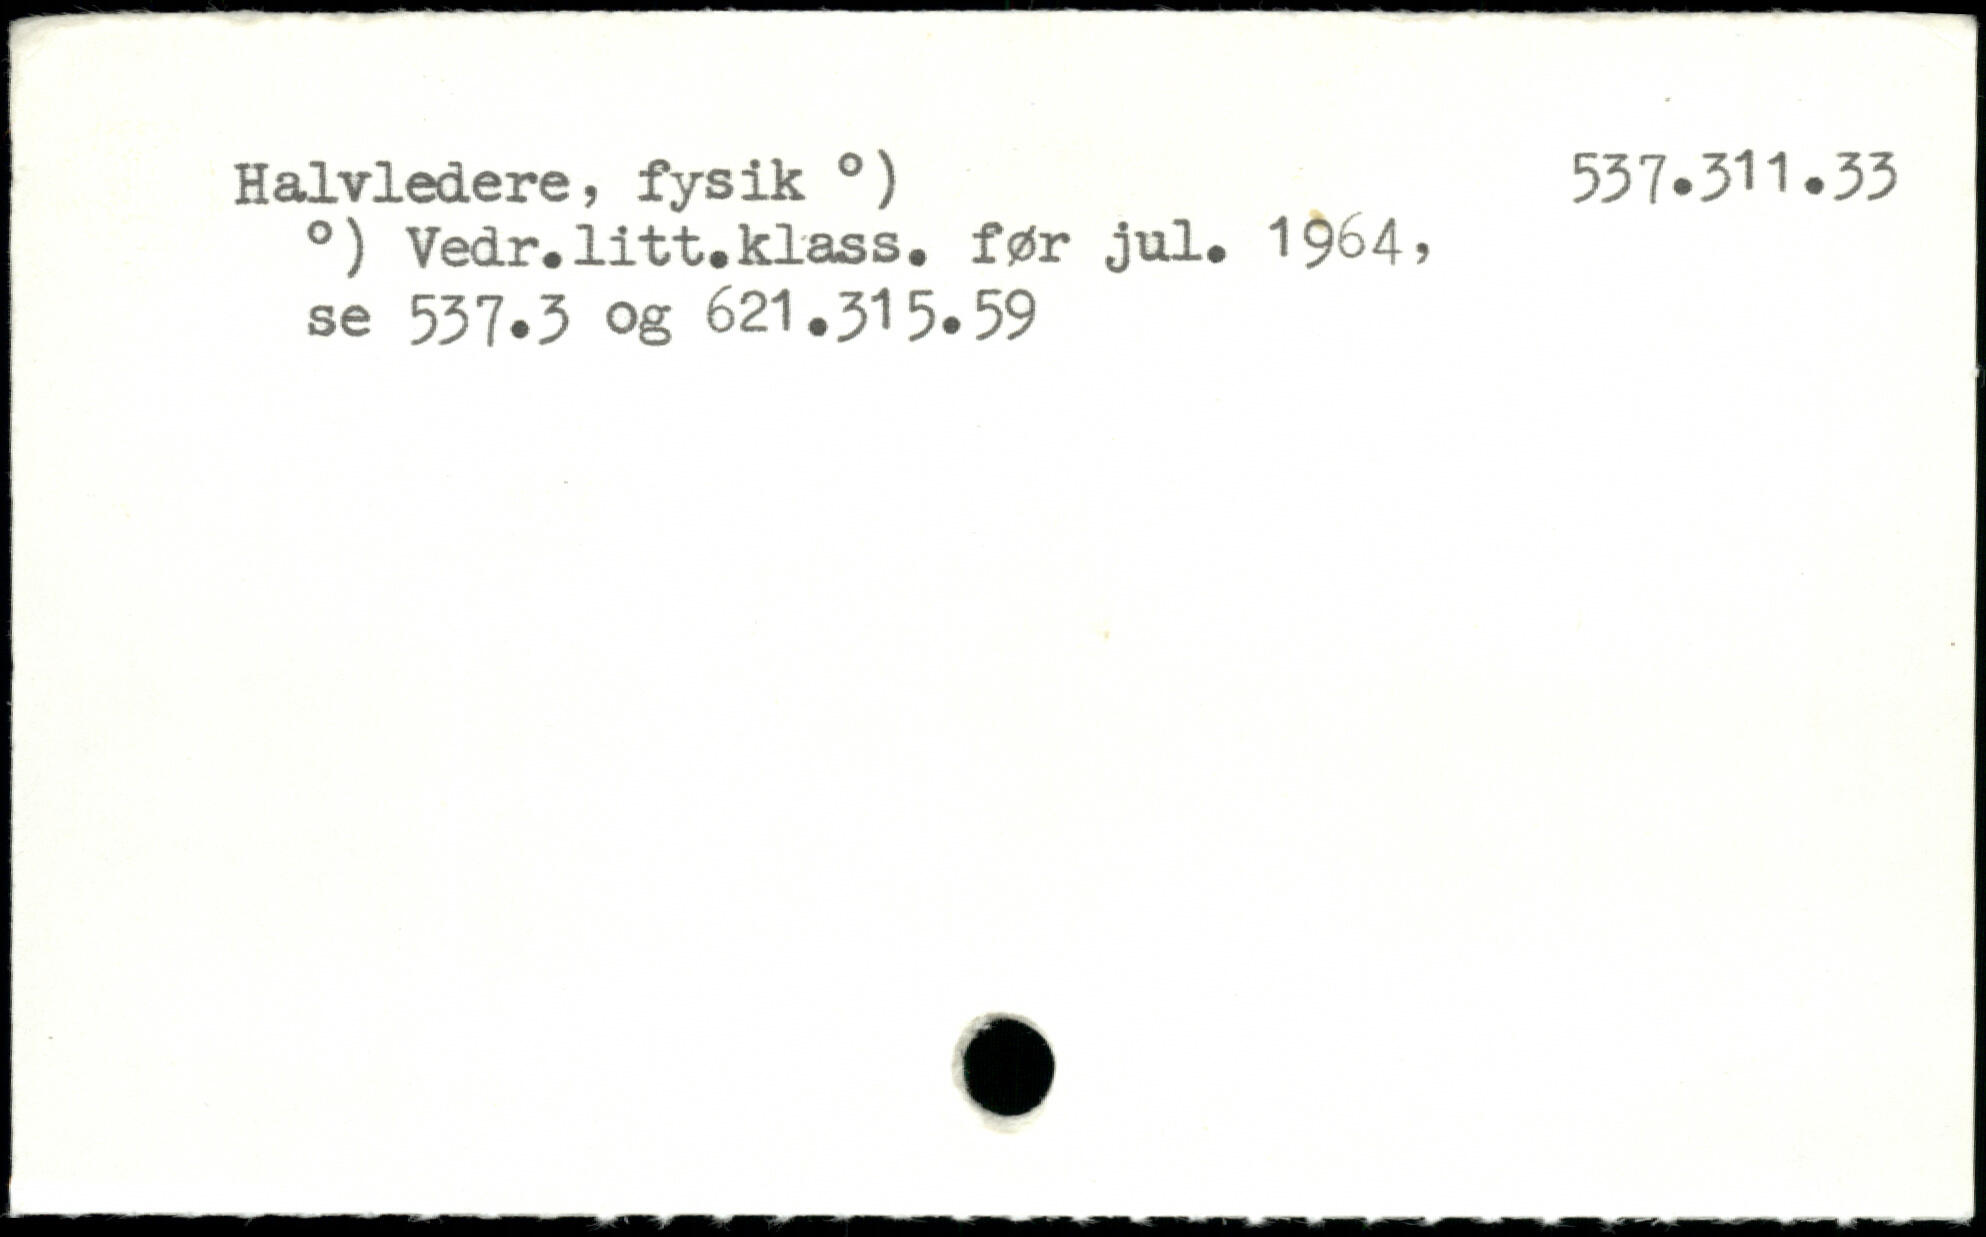 Halvledere, fysik °) 537.311.33
°) Vedr.litt.klass. før jul. 1964,
se 537.3 og 621.315.59